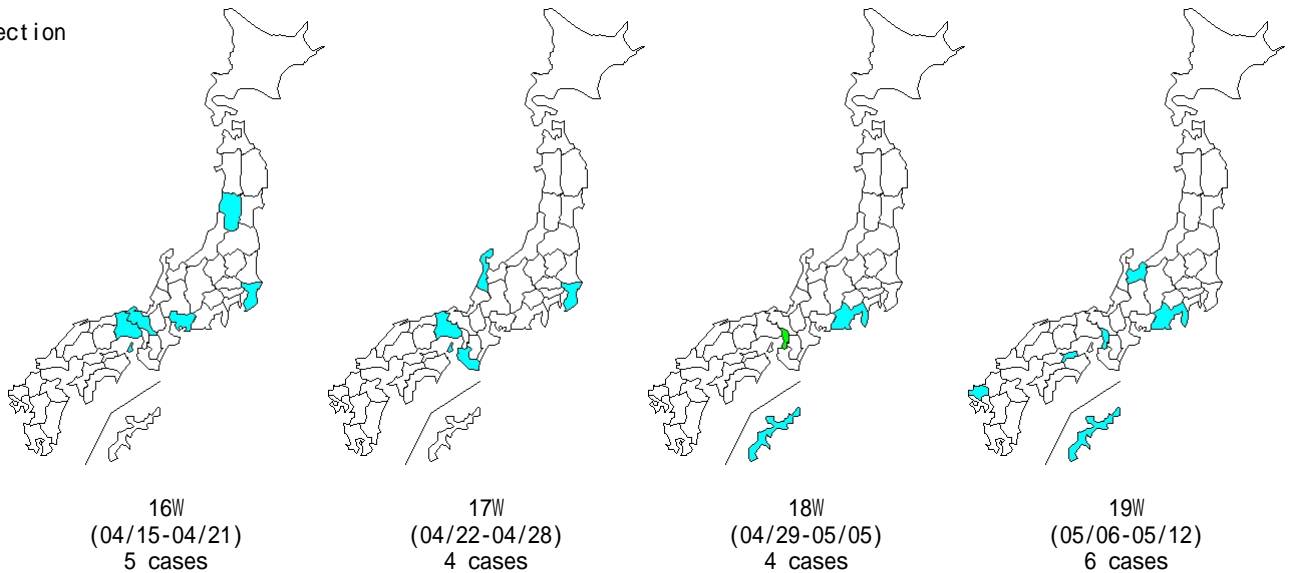 ection
16W
(04/15-04/21)
5 cases
17W
(04/22-04/28)
4 cases
18W
(04/29-05/05)
4 cases
19W
(05/06-05/12)
6 cases